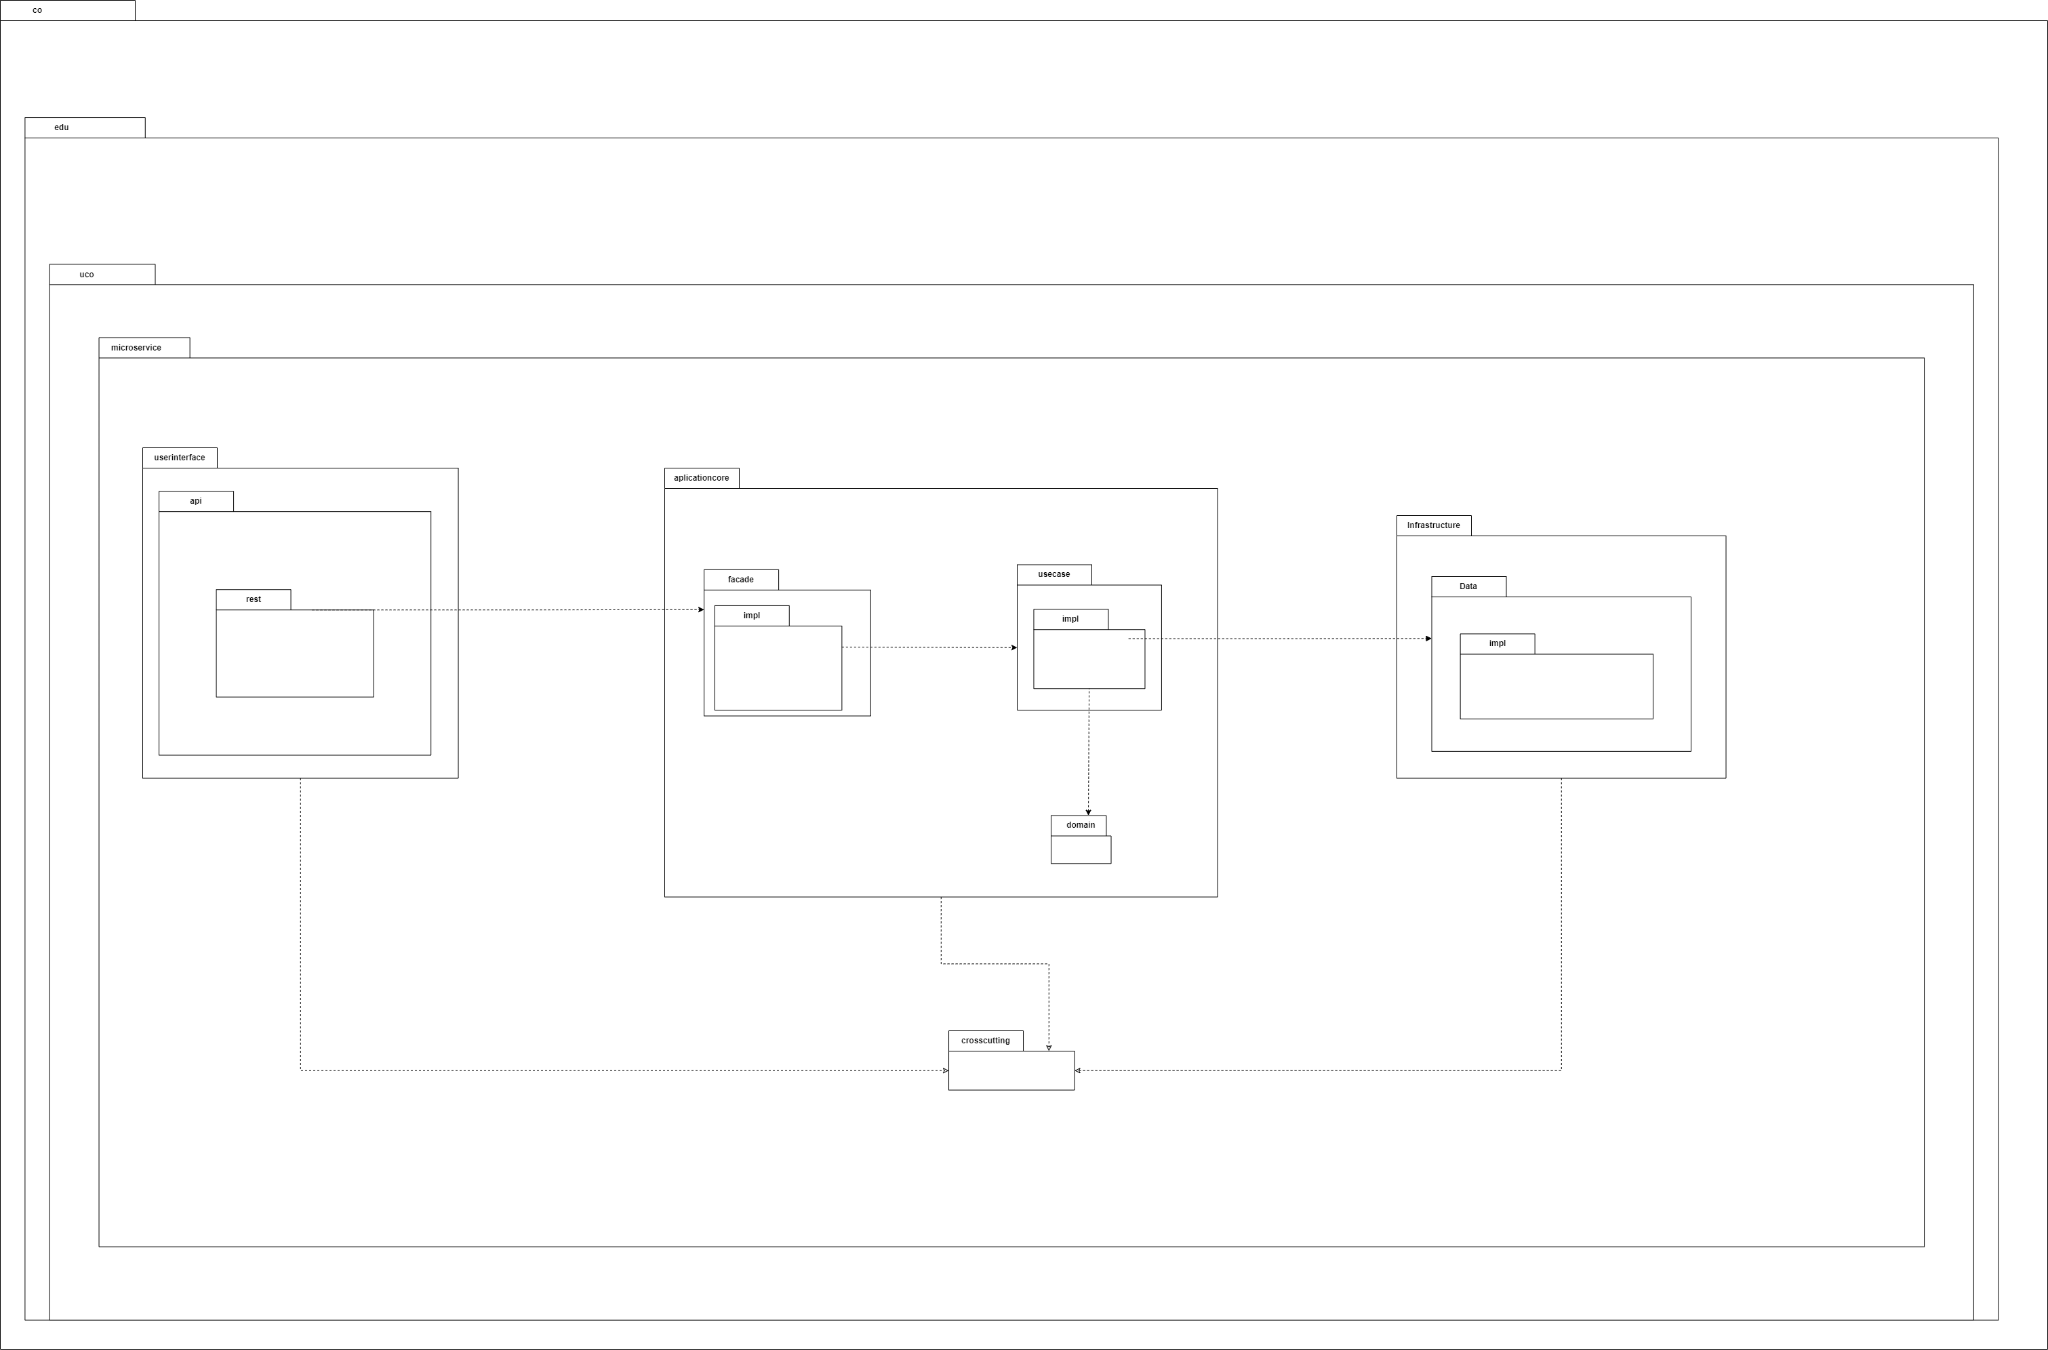 co
edu
uco
microservice
userinterface
api
rest
aplicationcore
facade
impl
usecase
impl
domain
Infrastructure
Data
impl
crosscutting